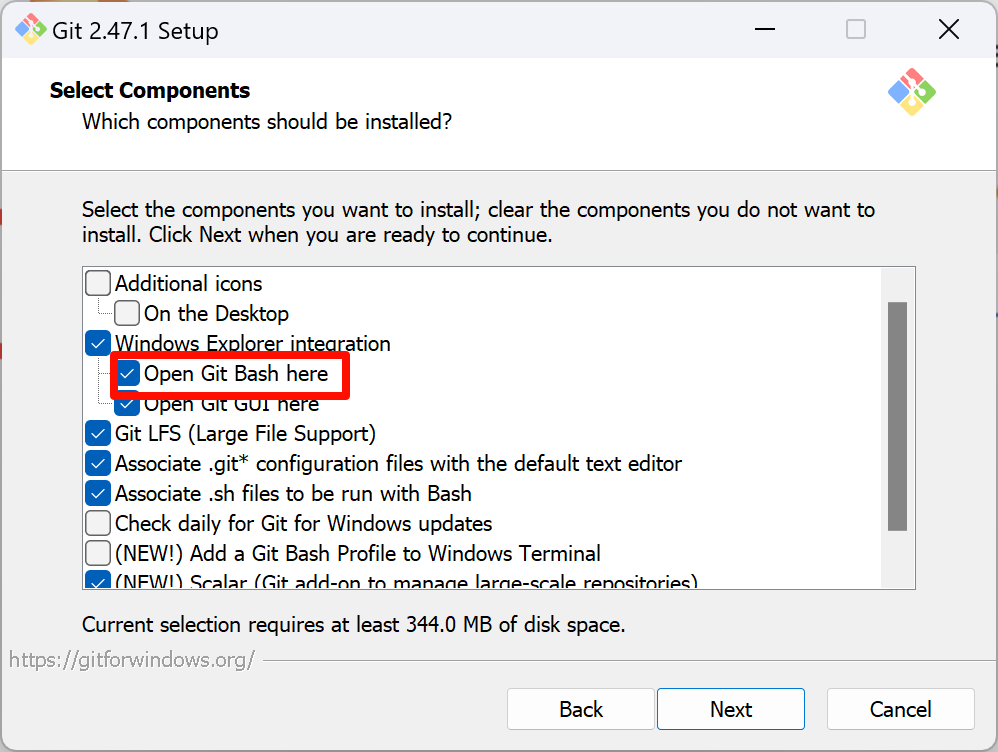 Git 2.47.1 Setup
Select Components
Which components should be installed?
Select the components you want to install; clear the components you do not want to
install. Click Next when you are ready to continue.
Additional icons
On the Desktop
Windows Explorer integration
Open Git Bash here
Open Git GUI here
Git LFS (Large File Support)
Associate .git* configuration files with the default text editor
Associate .sh files to be run with Bash
Check daily for Git for Windows updates
(NEW!) Add a Git Bash Profile to Windows Terminal
(NEW!) Scalar (Git add-on to manage large-scale repositories)
Current selection requires at least 344.0 MB of disk space.
https://gitforwindows.org/
Back Next Cancel